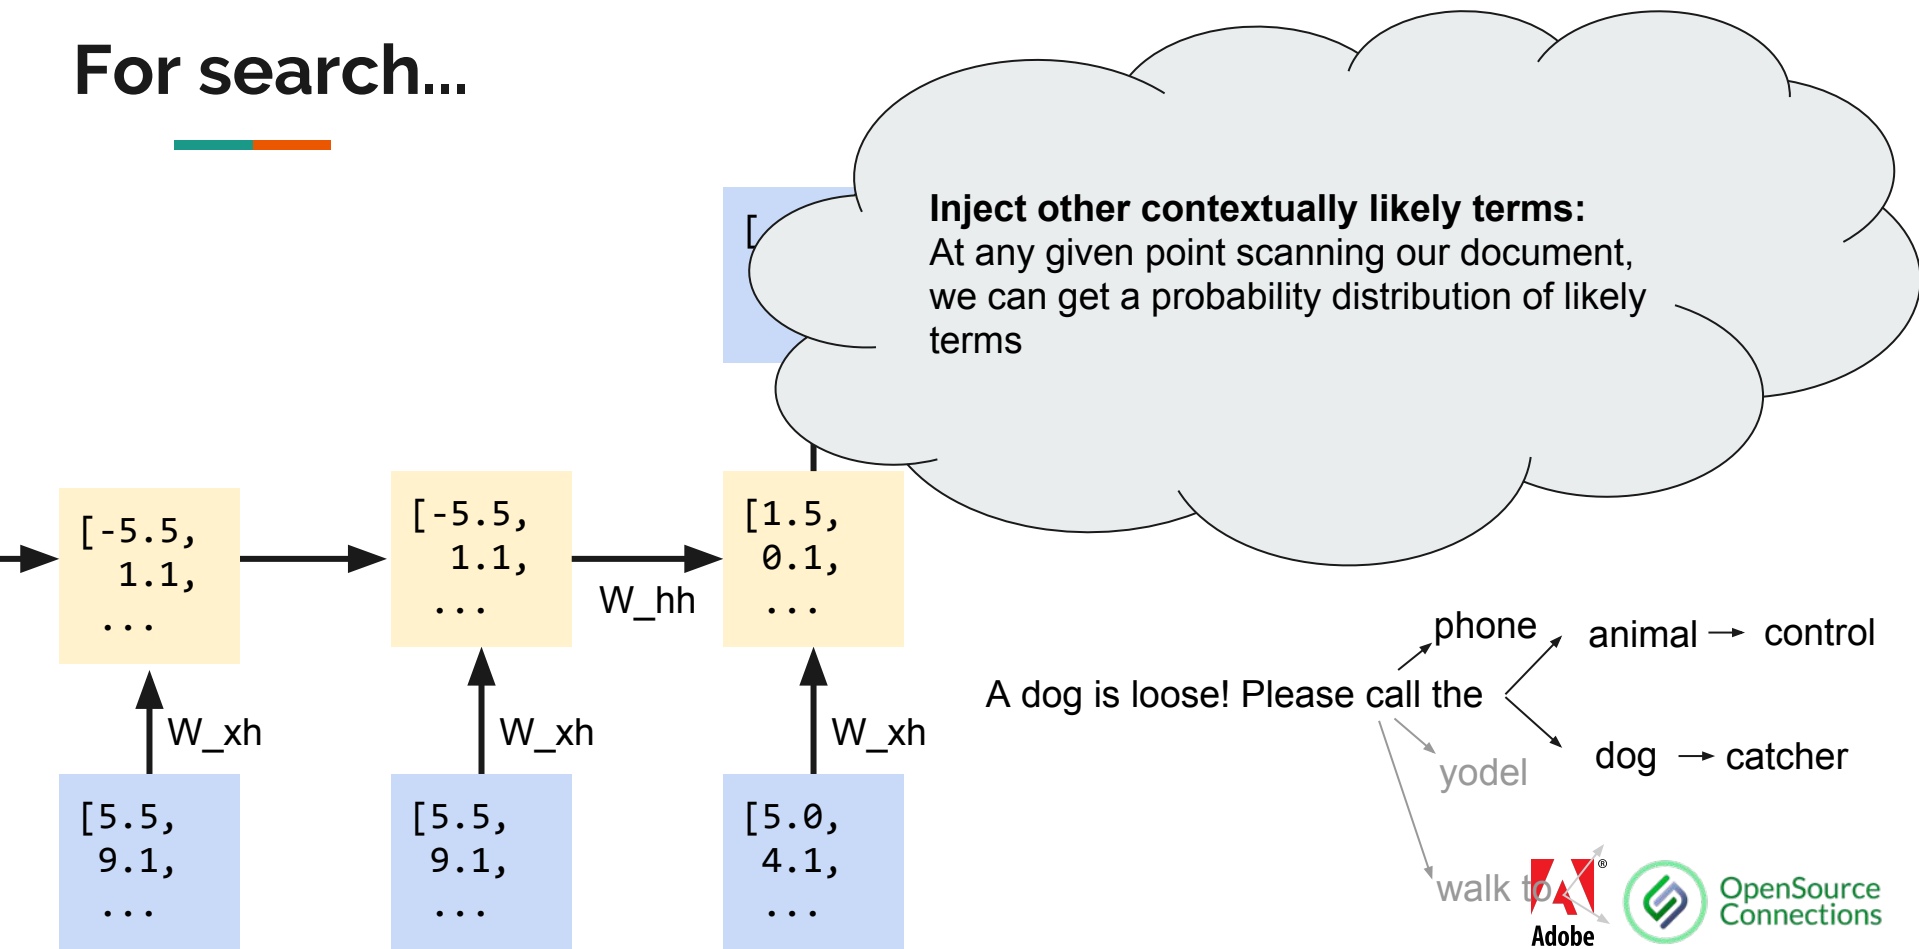 For search...
[
Inject other contextually likely terms:
At any given point scanning our document,
we can get a probability distribution of likely
terms
[-5.5,
1.1,
...
[-5.5,
1.1,
...
W_hh
[1.5,
0.1,
...
W_xh
W_xh
W_xh
[5.5,
9.1,
...
[5.5,
9.1,
...
[5.0,
4.1,
...
phone
animal
control
A dog is loose! Please call the
yodel
dog
catcher
walk to
®
Adobe
OpenSource
Connections